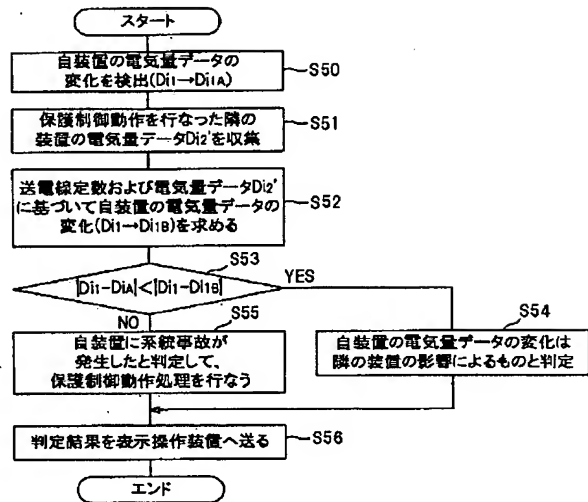 スタート
自装置の電気量データの
変化を検出(Di1→Di1A)
S50
保護制御動作を行なった隣の
装置の電気量データDi2'を収集
S51
送電線定数および電気量データDi2'
に基づいて自装置の電気量データの
変化(Di1→Di1B)を求める
S52
S53
|Di1-DiA|<|Di1-Di1B|
YES
NO
S55
自装置に系統事故が
発生したと判定して、
保護制御動作処理を行なう
S54
自装置の電気量データの変化は
隣の装置の影響によるものと判定
判定結果を表示操作装置へ送る
S56
エンド